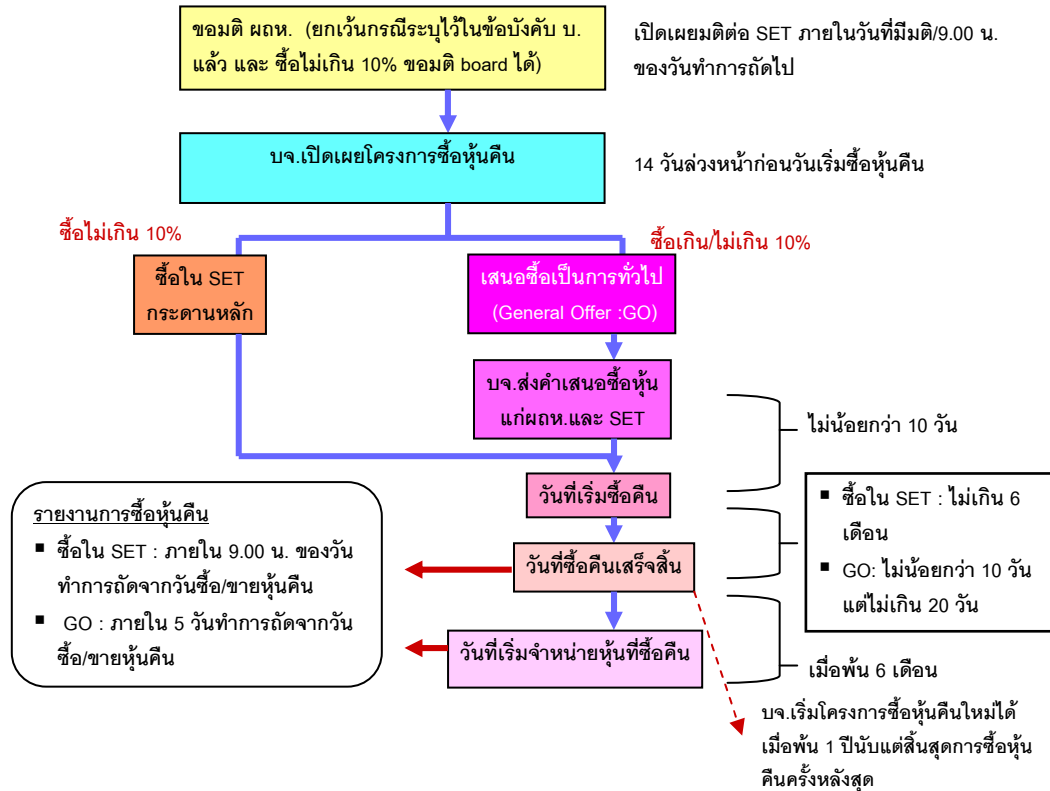 ขอมติ ผถห. (ยกเว้นกรณีระบุไว้ในข้อบังคับ บ.
แล้ว และ ซื้อไม่เกิน 10% ขอมติ board ได้)
เปิดเผยมติต่อ SET ภายในวันที่มีมติ/9.00 น.
ของวันทำการถัดไป
บจ.เปิดเผยโครงการซื้อหุ้นคืน
14 วันล่วงหน้าก่อนวันเริ่มซื้อหุ้นคืน
ซื้อไม่เกิน 10%
ซื้อเกิน/ไม่เกิน 10%
ซื้อใน SET
กระดานหลัก
เสนอซื้อเป็นการทั่วไป
(General Offer :GO)
บจ.ส่งคำเสนอซื้อหุ้น
แก่ผถห.และ SET
ไม่น้อยกว่า 10 วัน
วันที่เริ่มซื้อคืน
▪ ซื้อใน SET : ไม่เกิน 6
เดือน
▪ GO: ไม่น้อยกว่า 10 วัน
แต่ไม่เกิน 20 วัน
รายงานการซื้อหุ้นคืน
▪ ซื้อใน SET : ภายใน 9.00 น. ของวัน
ทำการถัดจากวันซื้อ/ขายหุ้นคืน
▪ GO : ภายใน 5 วันทำการถัดจากวัน
ซื้อ/ขายหุ้นคืน
วันที่ซื้อคืนเสร็จสิ้น
วันที่เริ่มจำหน่ายหุ้นที่ซื้อคืน
เมื่อพ้น 6 เดือน
บจ.เริ่มโครงการซื้อหุ้นคืนใหม่ได้
เมื่อพ้น 1 ปีนับแต่สิ้นสุดการซื้อหุ้น
คืนครั้งหลังสุด